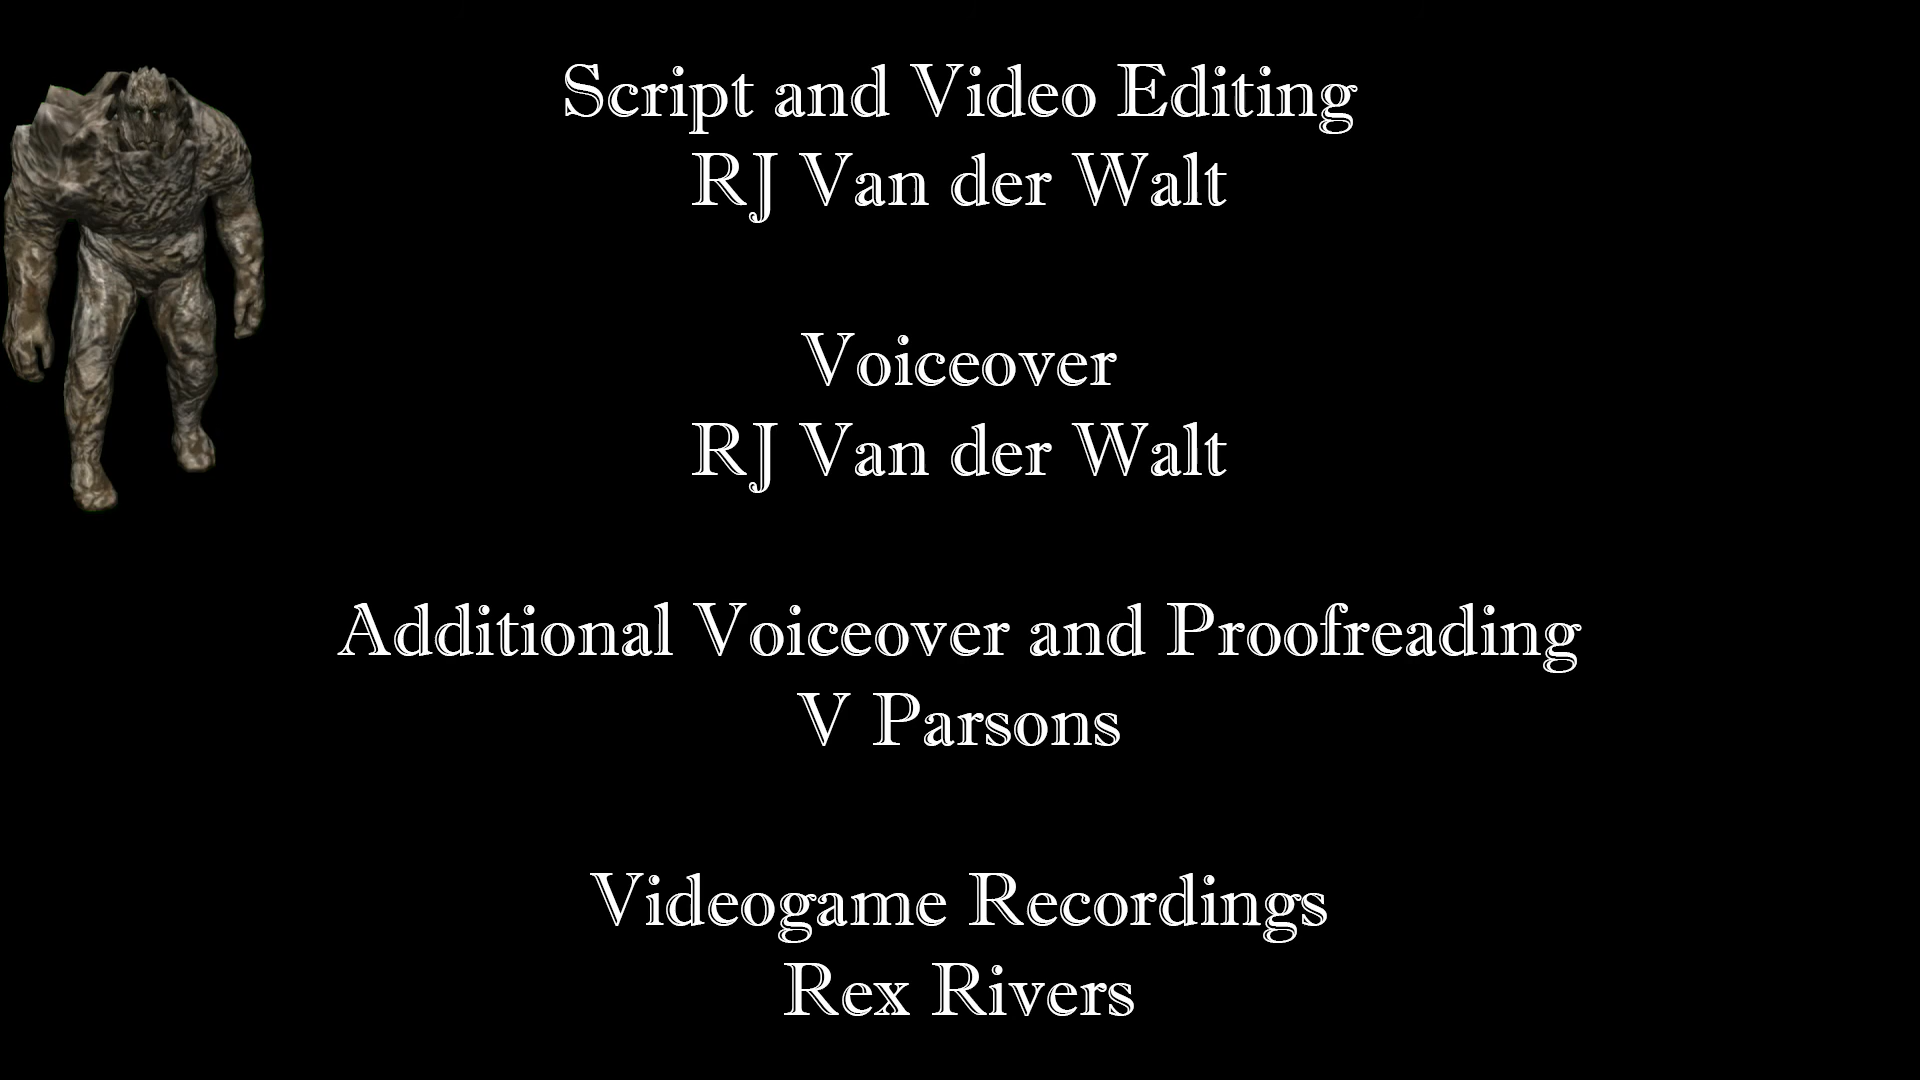 Script and Video Editing
RJ Van der Walt
Voiceover
RJ Van der Walt
Additional Voiceover and Proofreading
V Parsons
Videogame Recordings
Rex Rivers